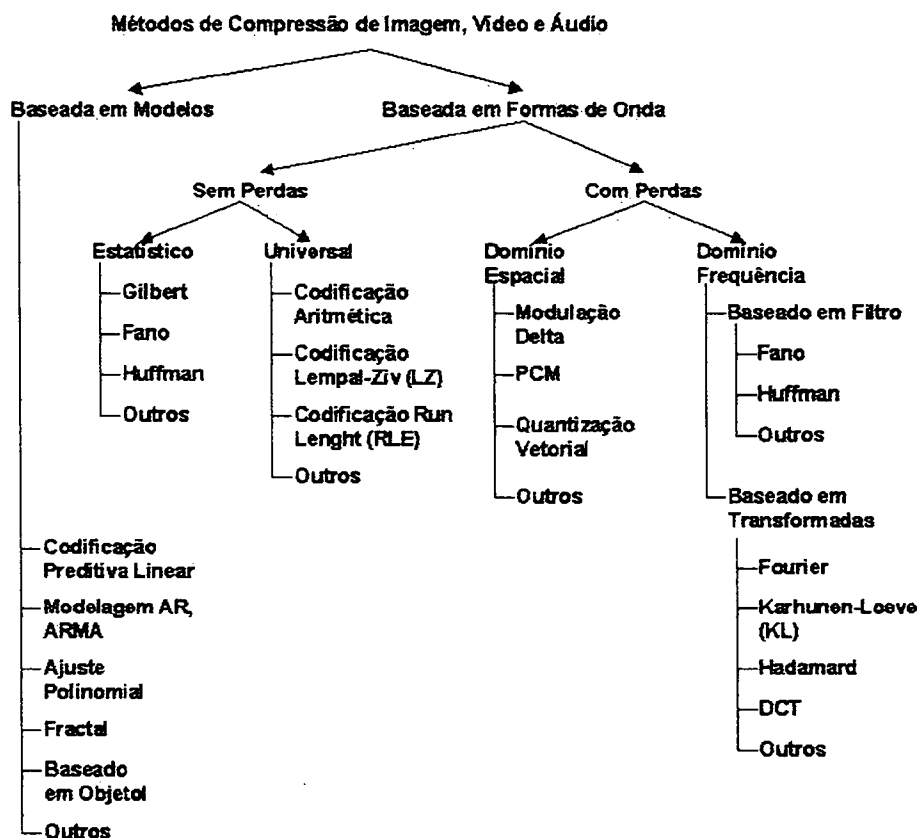 Métodos de Compressão de Imagem, Vídeo e Áudio
Baseada em Modelos
Baseada em Formas de Onda
Sem Perdas
Com Perdas
Estatístico
Gilbert
Fano
Huffman
Outros
Universal
Codificação
Aritmética
Codificação
Lempal-Ziv (LZ)
Codificação Run
Lenght (RLE)
Outros
Domínio
Espacial
Modulação
Delta
PCM
Quantização
Vetorial
Outros
Domínio
Frequência
Baseado em Filtro
Fano
Huffman
Outros
Baseado em
Transformadas
Fourier
Karhunen-Loeve
(KL)
Hadamard
DCT
Outros
Codificação
Preditiva Linear
Modelagem AR,
ARMA
Ajuste
Polinomial
Fractal
Baseado
em Objetol
Outros